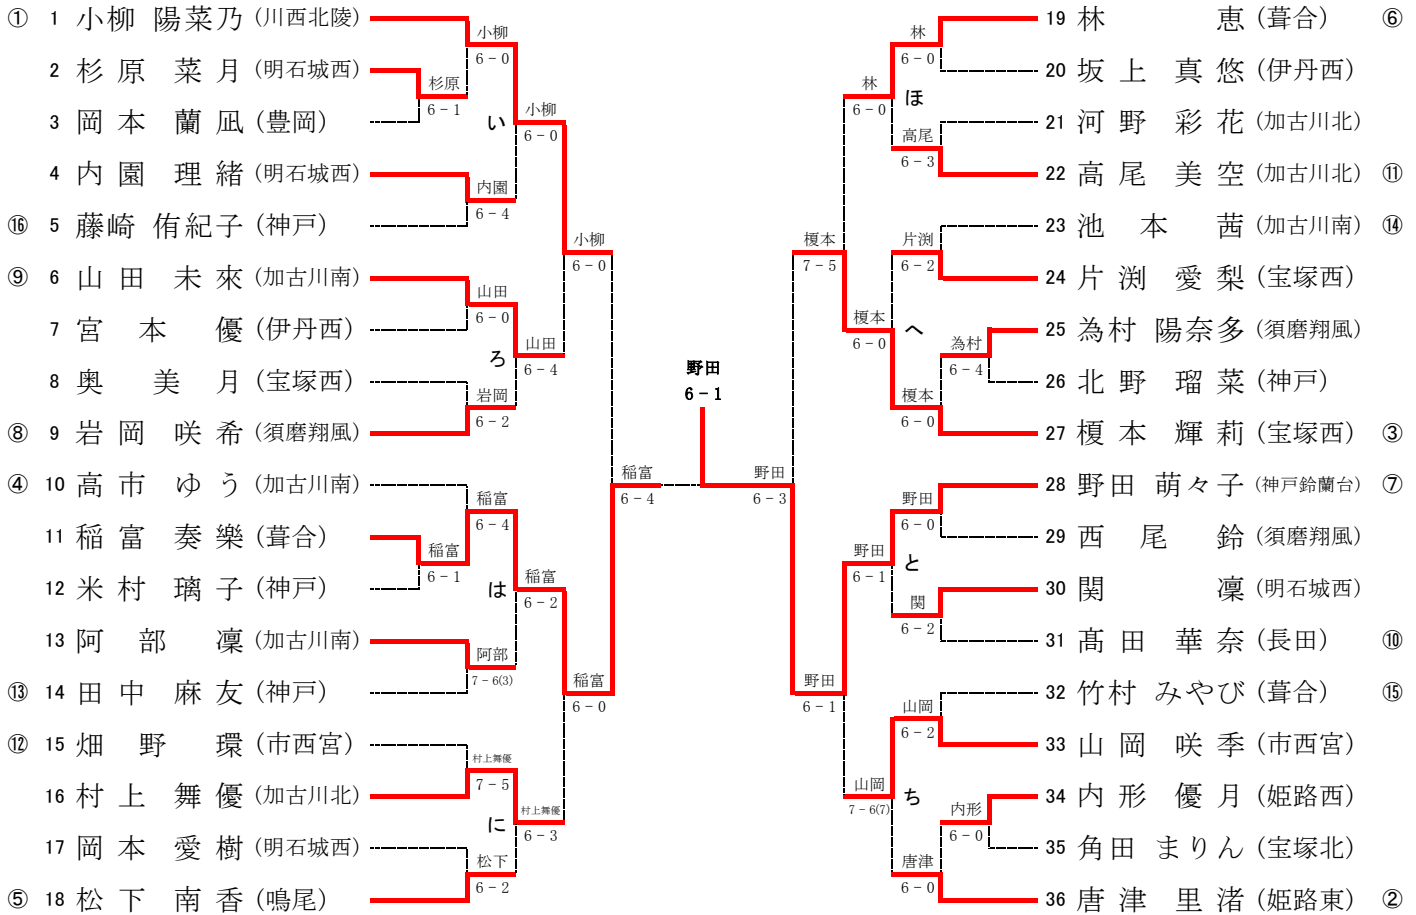 ① 1 小柳 陽菜乃 (川西北陵)
2 杉原 菜月 (明石城西)
3 岡本 蘭凪 (豊岡)
4 内園 理緒 (明石城西)
⑯ 5 藤崎 侑紀子 (神戸)
⑨ 6 山田 未來 (加古川南)
7 宮本 優 (伊丹西)
8 奥 美月 (宝塚西)
⑧ 9 岩岡 咲希 (須磨翔風)
④ 10 高市 ゆう (加古川南)
11 稲富 奏樂 (葺合)
12 米村 璃子 (神戸)
13 阿部 凜 (加古川南)
⑬ 14 田中 麻友 (神戸)
⑫ 15 畑野 環 (市西宮)
16 村上 舞優 (加古川北)
17 岡本 愛樹 (明石城西)
⑤ 18 松下 南香 (鳴尾)
小柳
6-0
杉原
6-1
い
内園
6-4
小柳
6-0
山田
6-0
ろ
岩岡
6-2
山田
6-4
小柳
6-0
稲富
6-4
稲富
6-1
は
阿部
7-6(3)
稲富
6-2
村上舞優
7-5
に
松下
6-2
村上舞優
6-3
稲富
6-0
稲富
6-4
野田
6-1
野田
6-3
榎本
7-5
林
6-0
林
6-0
ほ
高尾
6-3
片渕
6-2
へ
榎本
6-0
為村
6-4
榎本
6-0
野田
6-0
と
野田
6-1
関
6-2
野田
6-1
山岡
6-2
ち
山岡
7-6(7)
内形
6-0
唐津
6-0
19 林 恵 (葺合) ⑥
20 坂上 真悠 (伊丹西)
21 河野 彩花 (加古川北)
22 高尾 美空 (加古川北) ⑪
23 池本 茜 (加古川南) ⑭
24 片渕 愛梨 (宝塚西)
25 為村 陽奈多 (須磨翔風)
26 北野 瑠菜 (神戸)
27 榎本 輝莉 (宝塚西) ③
28 野田 萌々子 (神戸鈴蘭台) ⑦
29 西尾 鈴 (須磨翔風)
30 関 凜 (明石城西)
31 髙田 華奈 (長田) ⑩
32 竹村 みやび (葺合) ⑮
33 山岡 咲季 (市西宮)
34 内形 優月 (姫路西)
35 角田 まりん (宝塚北)
36 唐津 里渚 (姫路東) ②